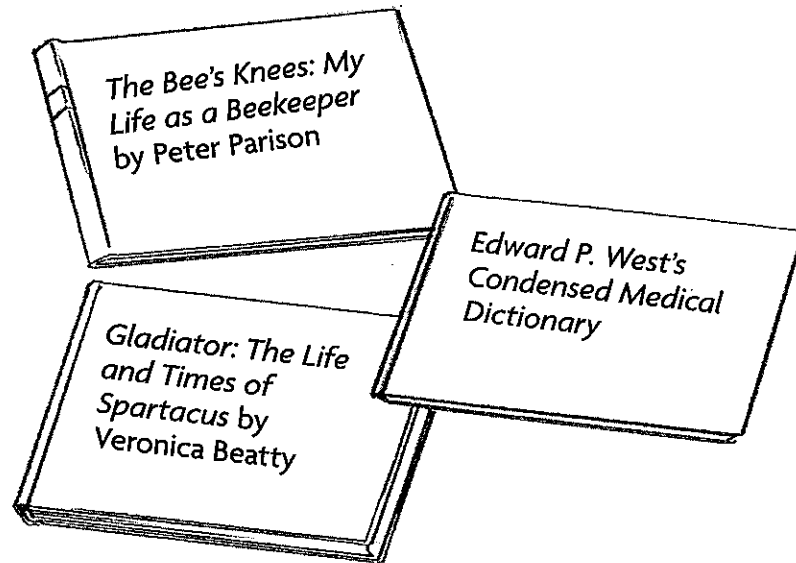 The Bee's Knees: My
Life as a Beekeeper
by Peter Parison
Edward P. West's
Condensed Medical
Dictionary
Gladiator: The Life
and Times of
Spartacus by
Veronica Beatty